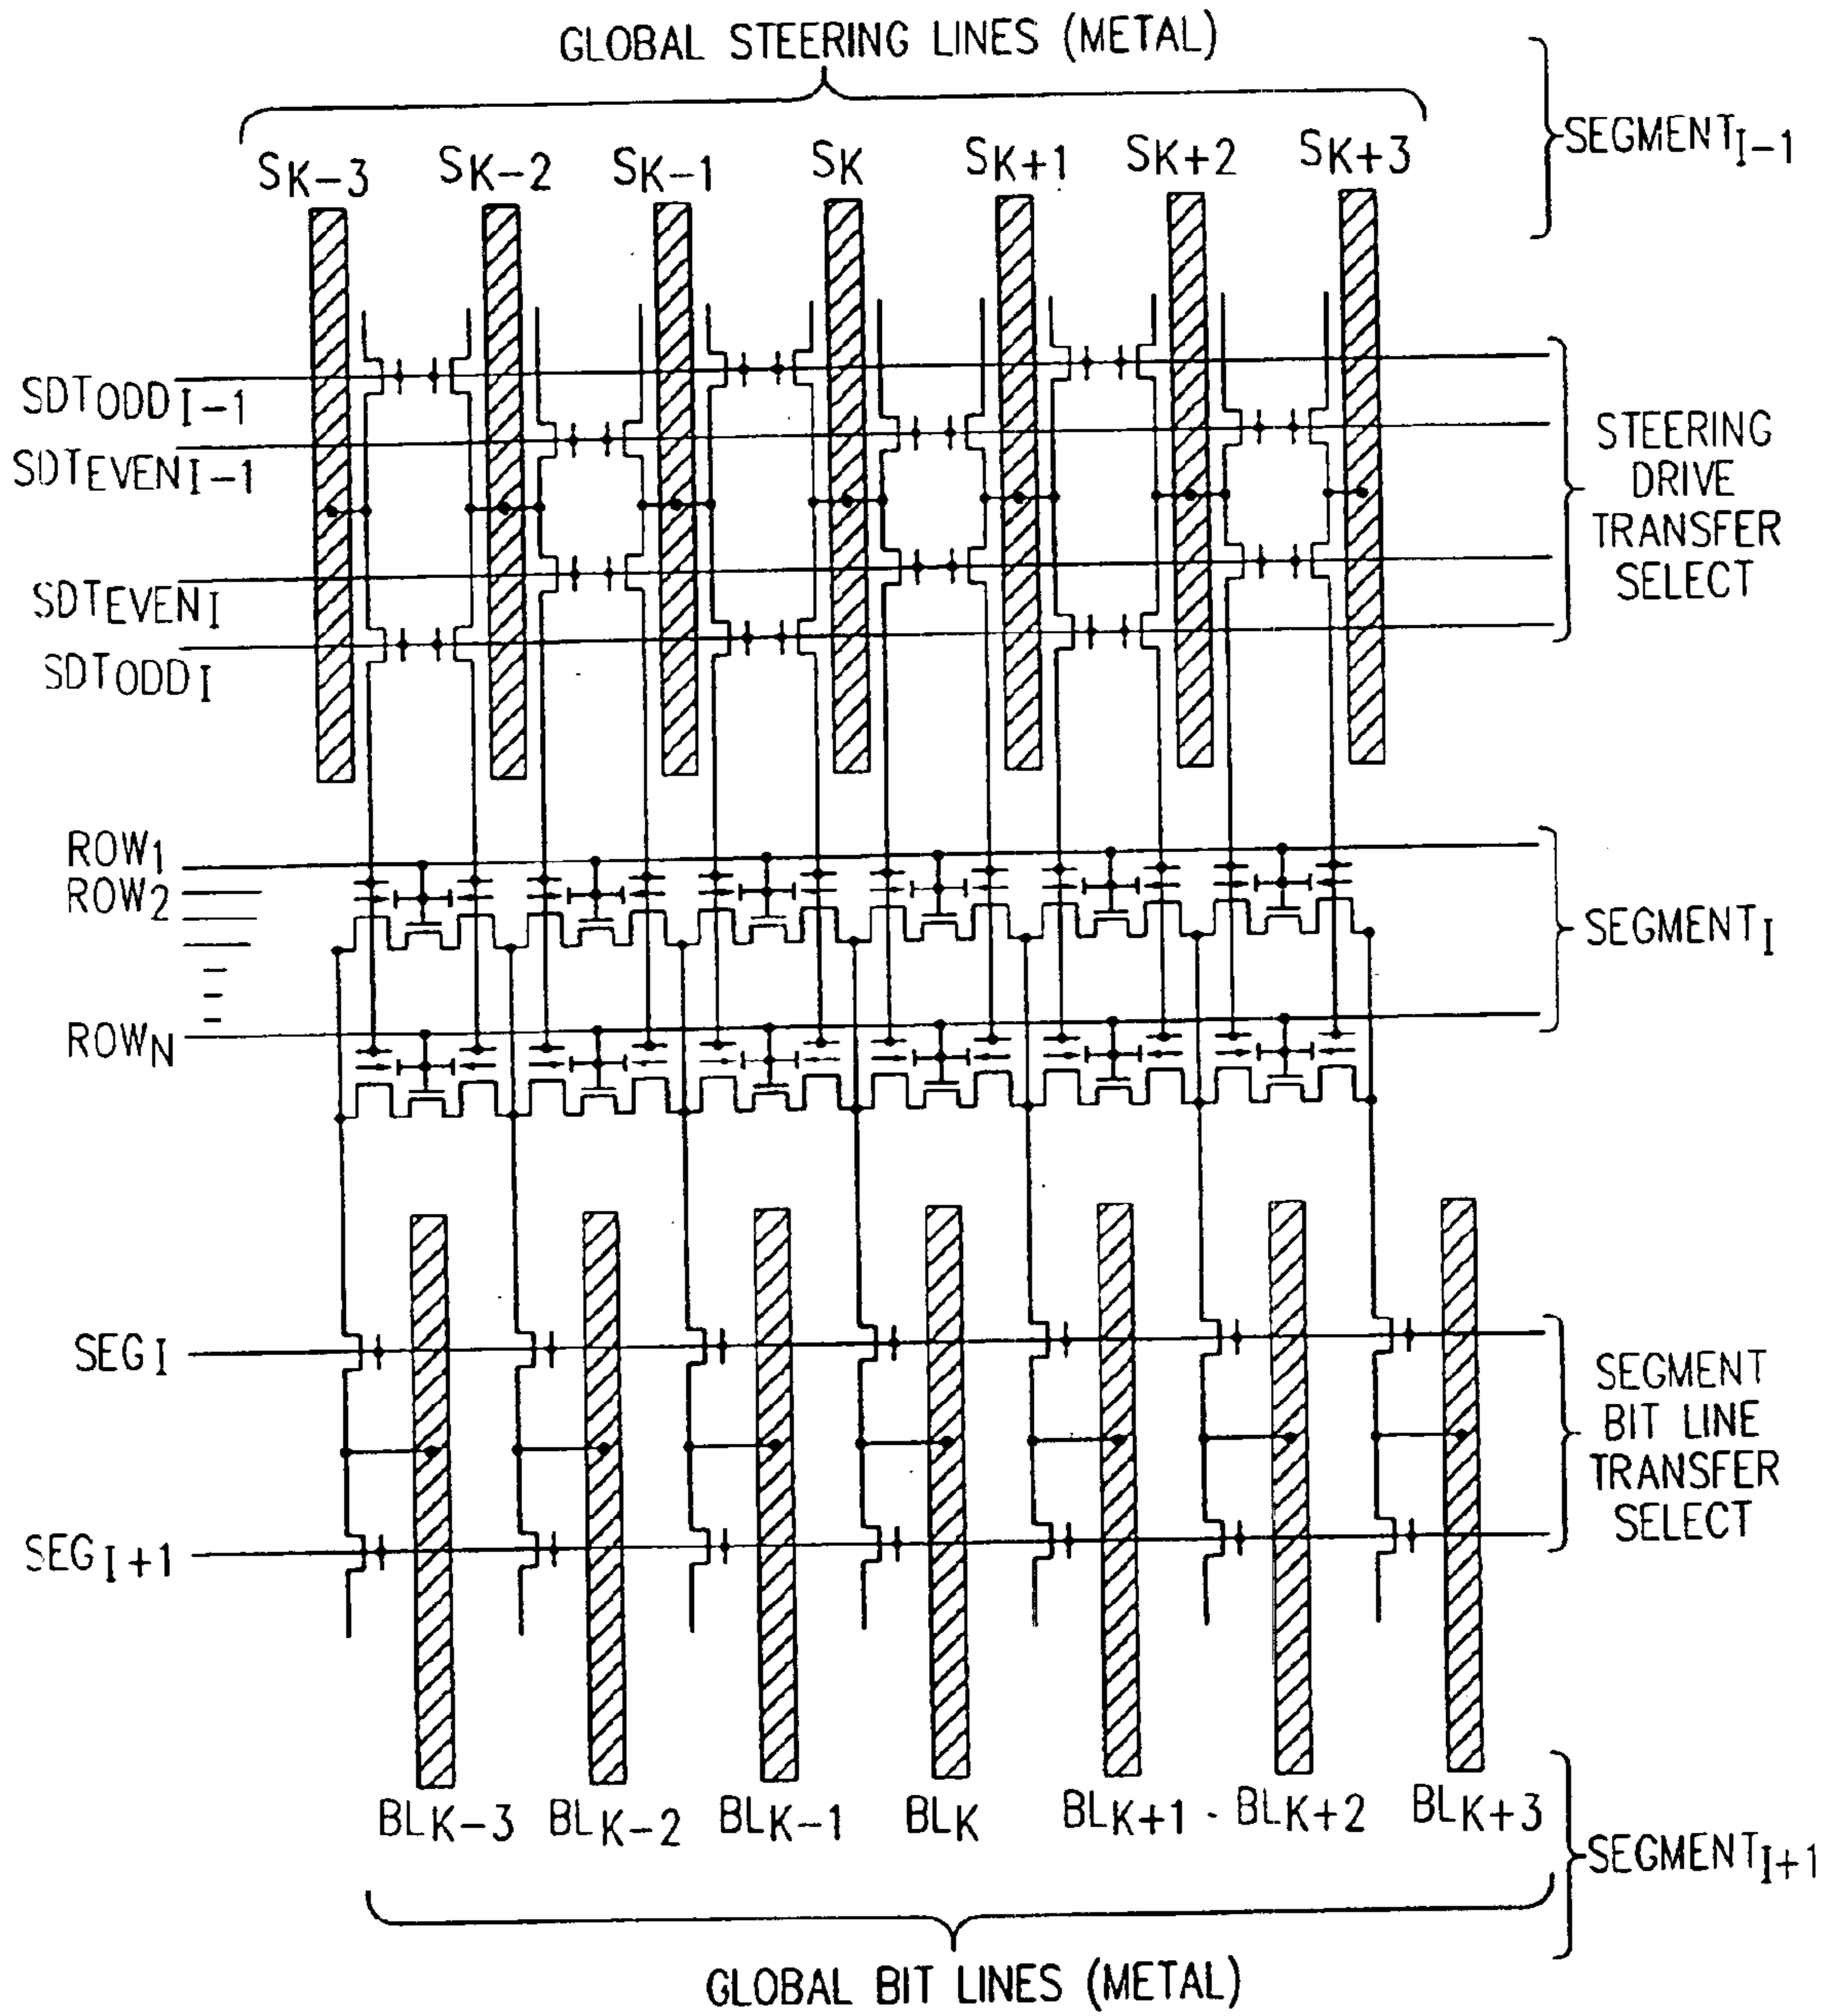 GLOBAL STEERING LINES (METAL)
SEGMENTI-1
SK-3 SK-2 SK-1 SK SK+1 SK+2 SK+3
SDTODDI-1
SDTEVENI-1
SDTEVENI
SDTODDI
STEERING
DRIVE
TRANSFER
SELECT
ROW1
ROW2
ROWN
SEGMENTI
SEGI
SEGI+1
SEGMENT
BIT LINE
TRANSFER
SELECT
BLK-3 BLK-2 BLK-1 BLK BLK+1 BLK+2 BLK+3
SEGMENTI+1
GLOBAL BIT LINES (METAL)